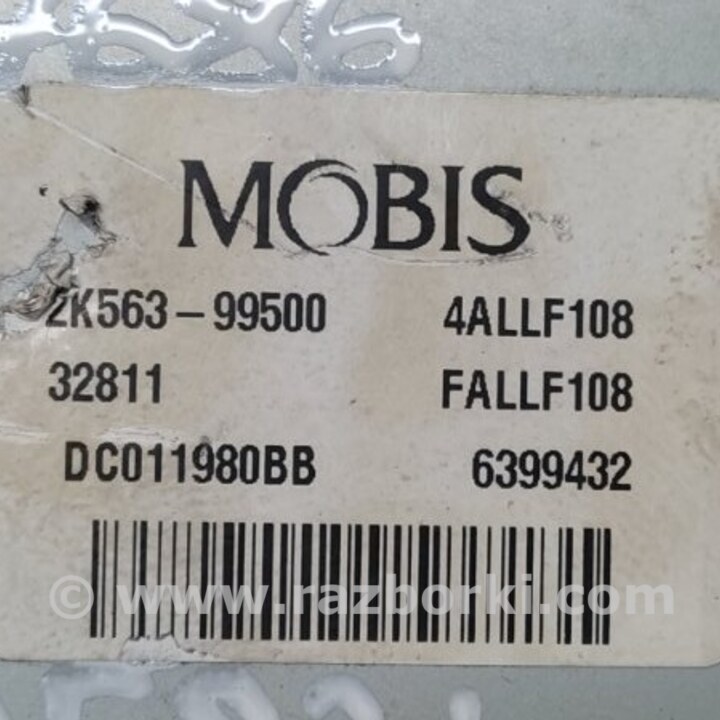 MOBIS
2K563-99500 4ALLF108
32811 FALLF108
DC011980BB 6399432
© www.razborki.com